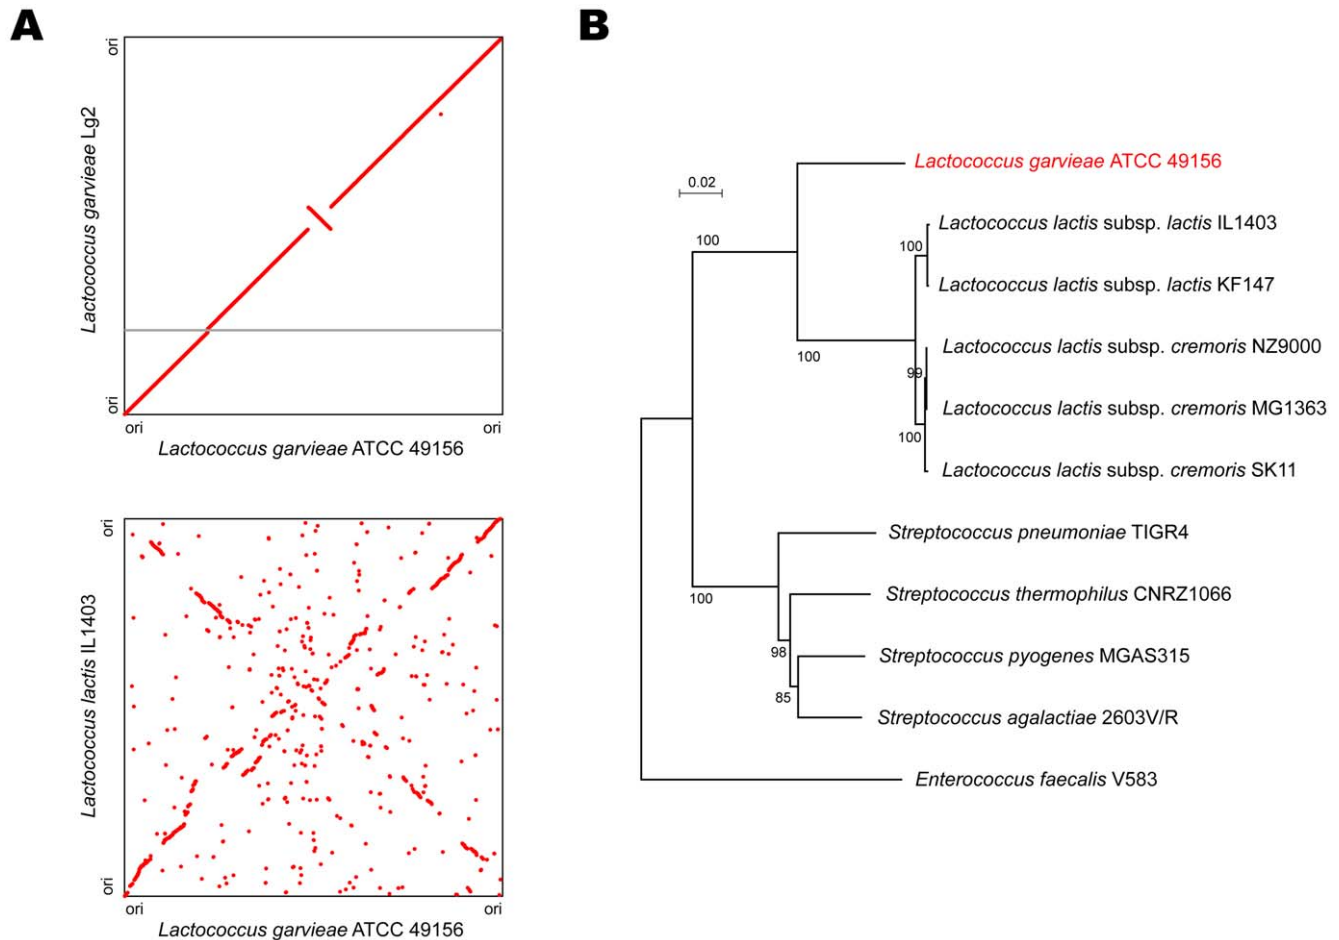 A
ori
Lactococcus garvieae Lg2
ori
ori
ori
Lactococcus garvieae ATCC 49156
ori
Lactococcus lactis IL1403
ori
ori
ori
Lactococcus garvieae ATCC 49156
B
0.02
Lactococcus garvieae ATCC 49156
100
Lactococcus lactis subsp. lactis IL1403
100
Lactococcus lactis subsp. lactis KF147
100
Lactococcus lactis subsp. cremoris NZ9000
99
Lactococcus lactis subsp. cremoris MG1363
100
Lactococcus lactis subsp. cremoris SK11
Streptococcus pneumoniae TIGR4
100
Streptococcus thermophilus CNRZ1066
98
Streptococcus pyogenes MGAS315
85
Streptococcus agalactiae 2603V/R
Enterococcus faecalis V583